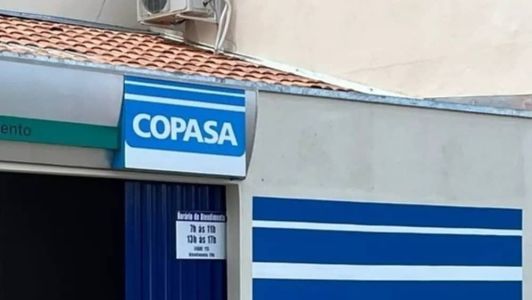 ento
COPASA
Horário de Atendimento
7h às 11h
13h às 17h